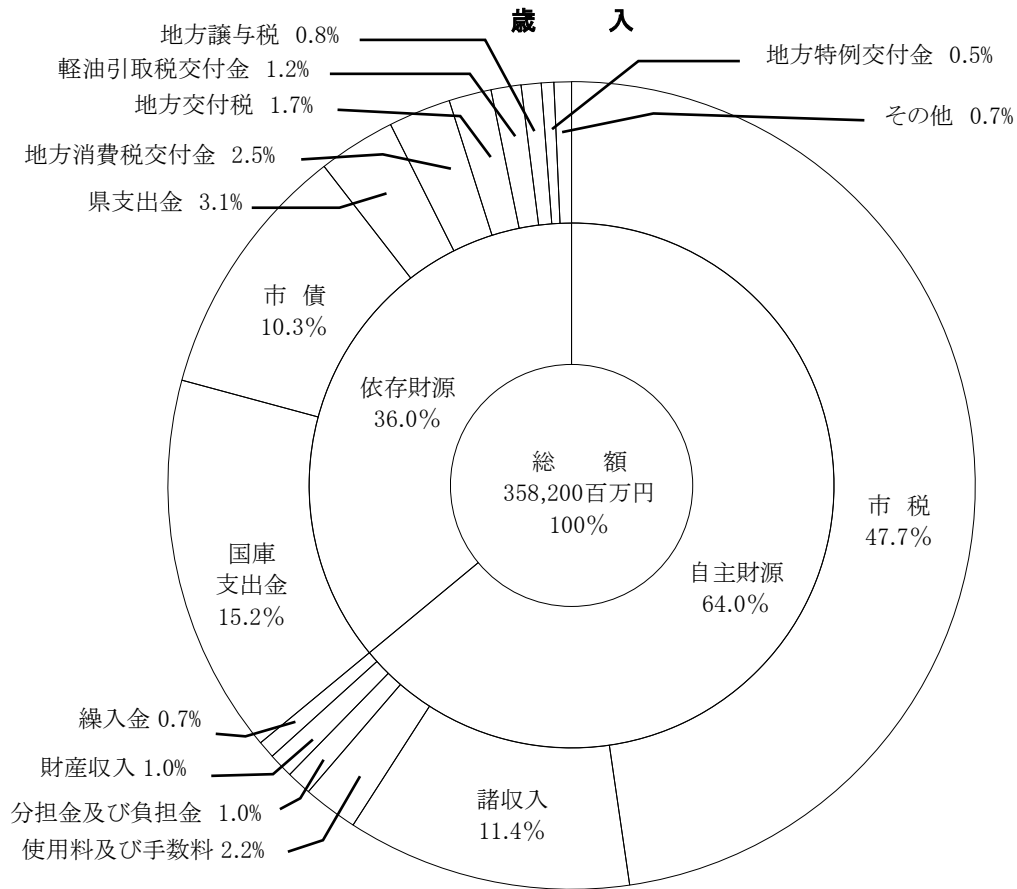 歳　入
地方譲与税 0.8%
軽油引取税交付金 1.2%
地方交付税 1.7%
地方消費税交付金 2.5%
県支出金 3.1%
地方特例交付金 0.5%
その他 0.7%
市 債
10.3%
依存財源
36.0%
総　額
358,200百万円
100%
市 税
47.7%
自主財源
64.0%
国庫
支出金
15.2%
繰入金 0.7%
財産収入 1.0%
分担金及び負担金 1.0%
使用料及び手数料 2.2%
諸収入
11.4%